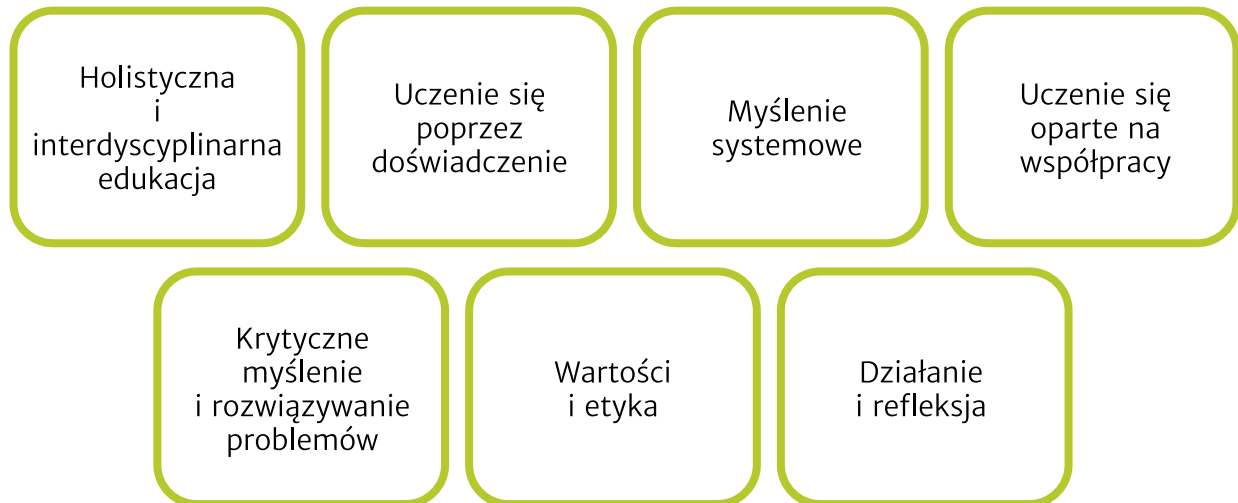 Holistyczna
i
interdyscyplinarna
edukacja
Uczenie się
poprzez
doświadczenie
Myślenie
systemowe
Uczenie się
oparte na
współpracy
Krytyczne
myślenie
i rozwiązywanie
problemów
Wartości
i etyka
Działanie
i refleksja